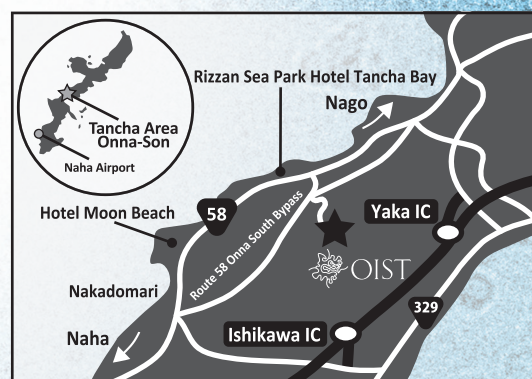 Rizzan Sea Park Hotel Tancha Bay
Nago
Tancha Area
Onna-Son
Naha Airport
Hotel Moon Beach
58
Route 58 Onna South Bypass
Yaka IC
OIST
Nakadomari
329
Naha
Ishikawa IC